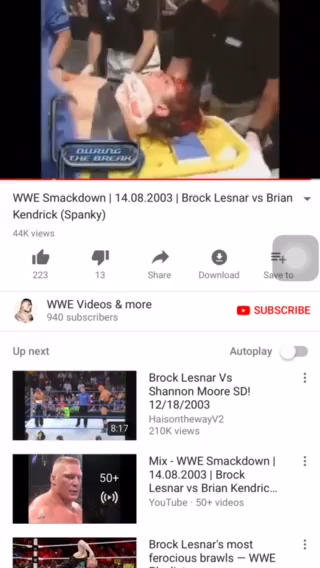 DURING
THE BREAK
WWE Smackdown | 14.08.2003 | Brock Lesnar vs Brian
Kendrick (Spanky)
44K views
223
13
Share
Download
Save to
WWE Videos & more
940 subscribers
SUBSCRIBE
Up next
Autoplay
8:17
Brock Lesnar Vs
Shannon Moore SD!
12/18/2003
HaisonthewayV2
210K views
50+
Mix - WWE Smackdown |
14.08.2003 | Brock
Lesnar vs Brian Kendric...
YouTube · 50+ videos
Brock Lesnar's most
ferocious brawls — WWE